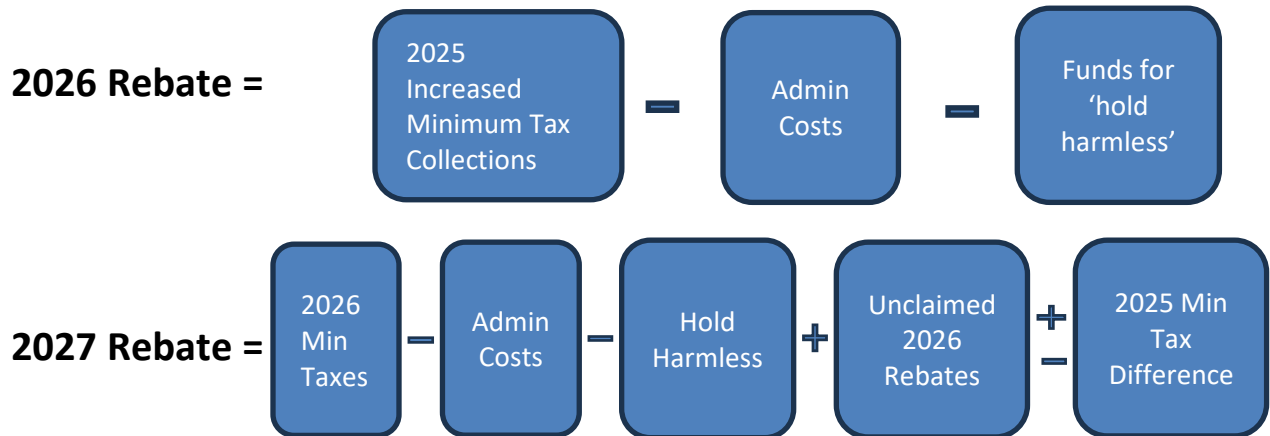 2026 Rebate =
2025
Increased
Minimum Tax
Collections
−
Admin
Costs
−
Funds for
‘hold
harmless’
2027 Rebate =
2026
Min
Taxes
−
Admin
Costs
−
Hold
Harmless
+
Unclaimed
2026
Rebates
+
−
2025 Min
Tax
Difference